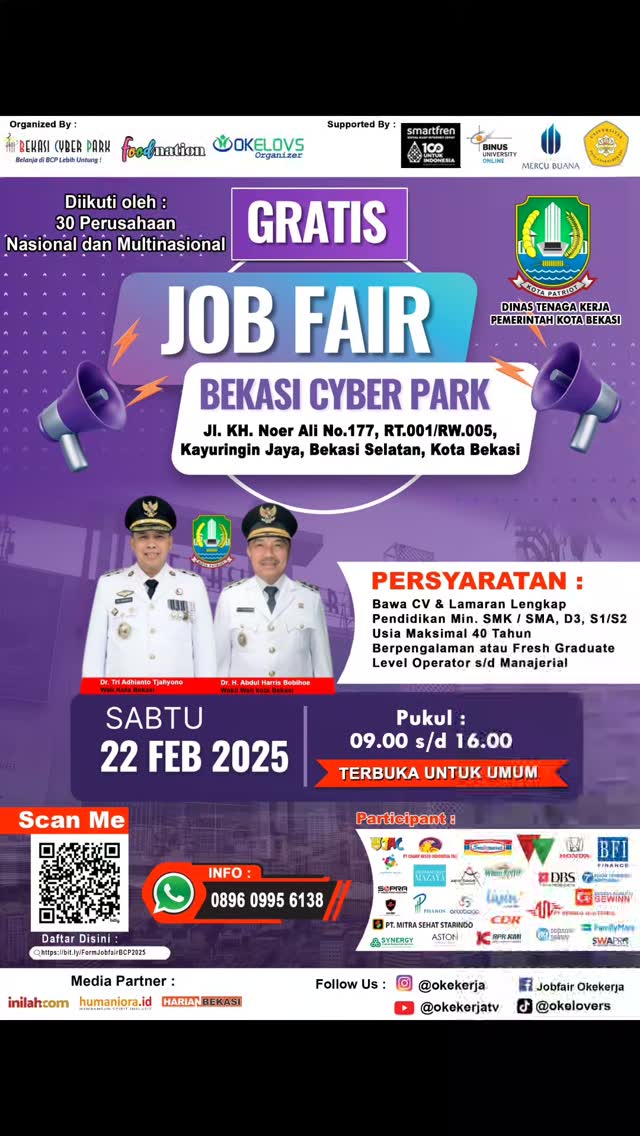 Organized By :
Supported By :
BEKASI CYBER PARK
Belanja di BCP Lebih Untung !
foodnation
OKELOVS
Organizer
smartfren
100
UNTUK
INDONESIA
BINUS
UNIVERSITY
ONLINE
MERCU BUANA
Diikuti oleh :
30 Perusahaan
Nasional dan Multinasional
GRATIS
KOTA PATRIOT
DINAS TENAGA KERJA
PEMERINTAH KOTA BEKASI
JOB FAIR
BEKASI CYBER PARK
Jl. KH. Noer Ali No.177, RT.001/RW.005,
Kayuringin Jaya, Bekasi Selatan, Kota Bekasi
PERSYARATAN :
Bawa CV & Lamaran Lengkap
Pendidikan Min. SMK / SMA, D3, S1/S2
Usia Maksimal 40 Tahun
Berpengalaman atau Fresh Graduate
Level Operator s/d Manajerial
Dr. Tri Adhianto Tjahyono
Wali Kota Bekasi
Dr. H. Abdul Harris Bobihoe
Wakil Wali kota Bekasi
SABTU
22 FEB 2025
Pukul :
09.00 s/d 16.00
TERBUKA UNTUK UMUM
Scan Me
Daftar Disini :
https://bit.ly/FormJobfairBCP2025
INFO :
0896 0995 6138
Participant :
HONDA
BFI
FINANCE
DBS
SOPRA
PHAROS
GEWINN
CDR
PT. MITRA SEHAT STARINDO
FamilyMart
SYNERGY
ASTON
KPR
SWAPRO
Media Partner :
inilah.com
humaniora.id
HARIAN BEKASI
Follow Us :
@okekerja
Jobfair Okekerja
@okekerjatv
@okelovers